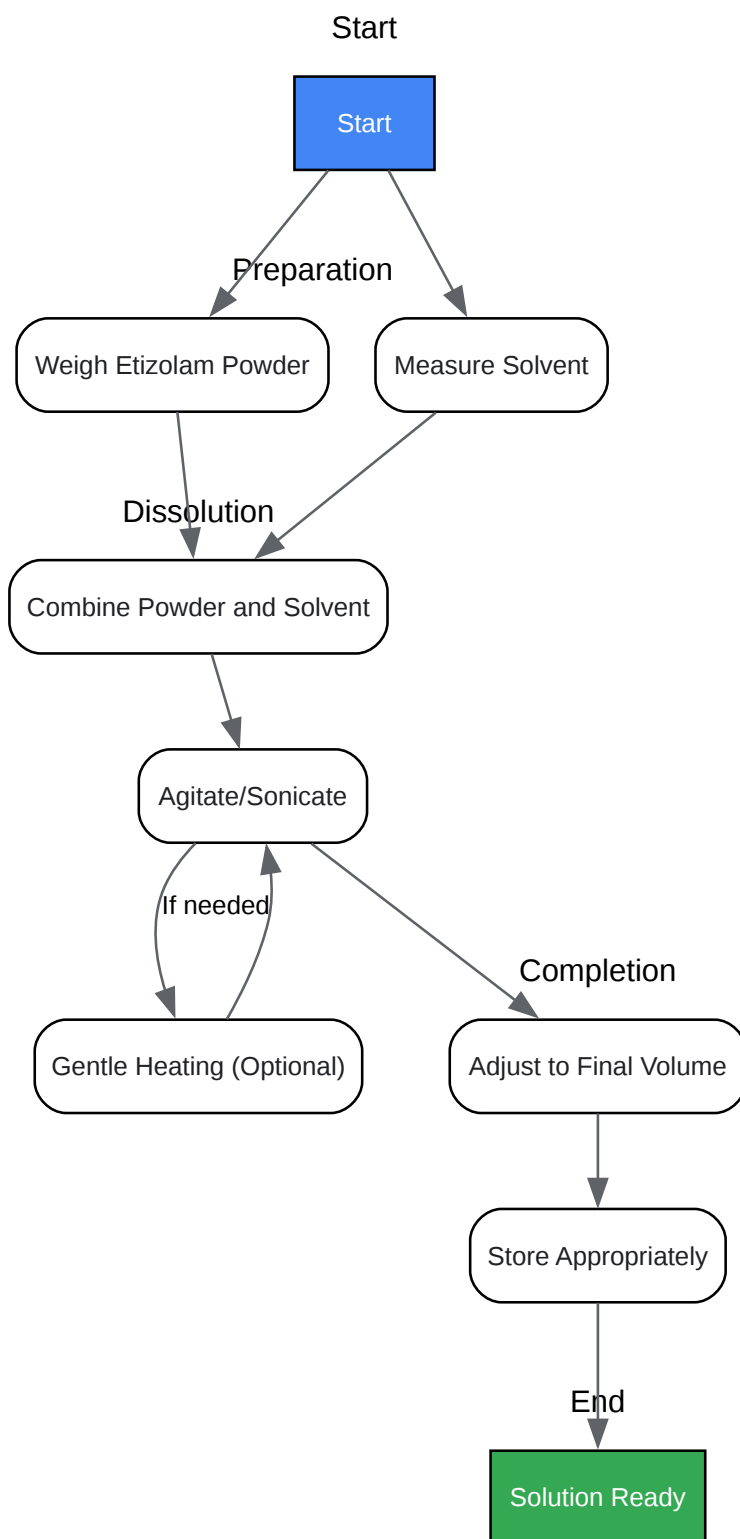 Start
Start
Preparation
Weigh Etizolam Powder
Measure Solvent
Dissolution
Combine Powder and Solvent
Agitate/Sonicate
If needed
Completion
Gentle Heating (Optional)
Adjust to Final Volume
Store Appropriately
End
Solution Ready